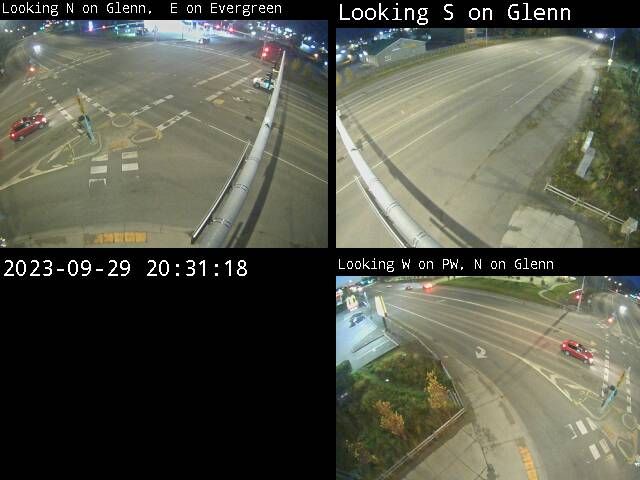 Looking N on Glenn,  E on Evergreen
Looking S on Glenn
2023-09-29 20:31:18
Looking W on PW, N on Glenn